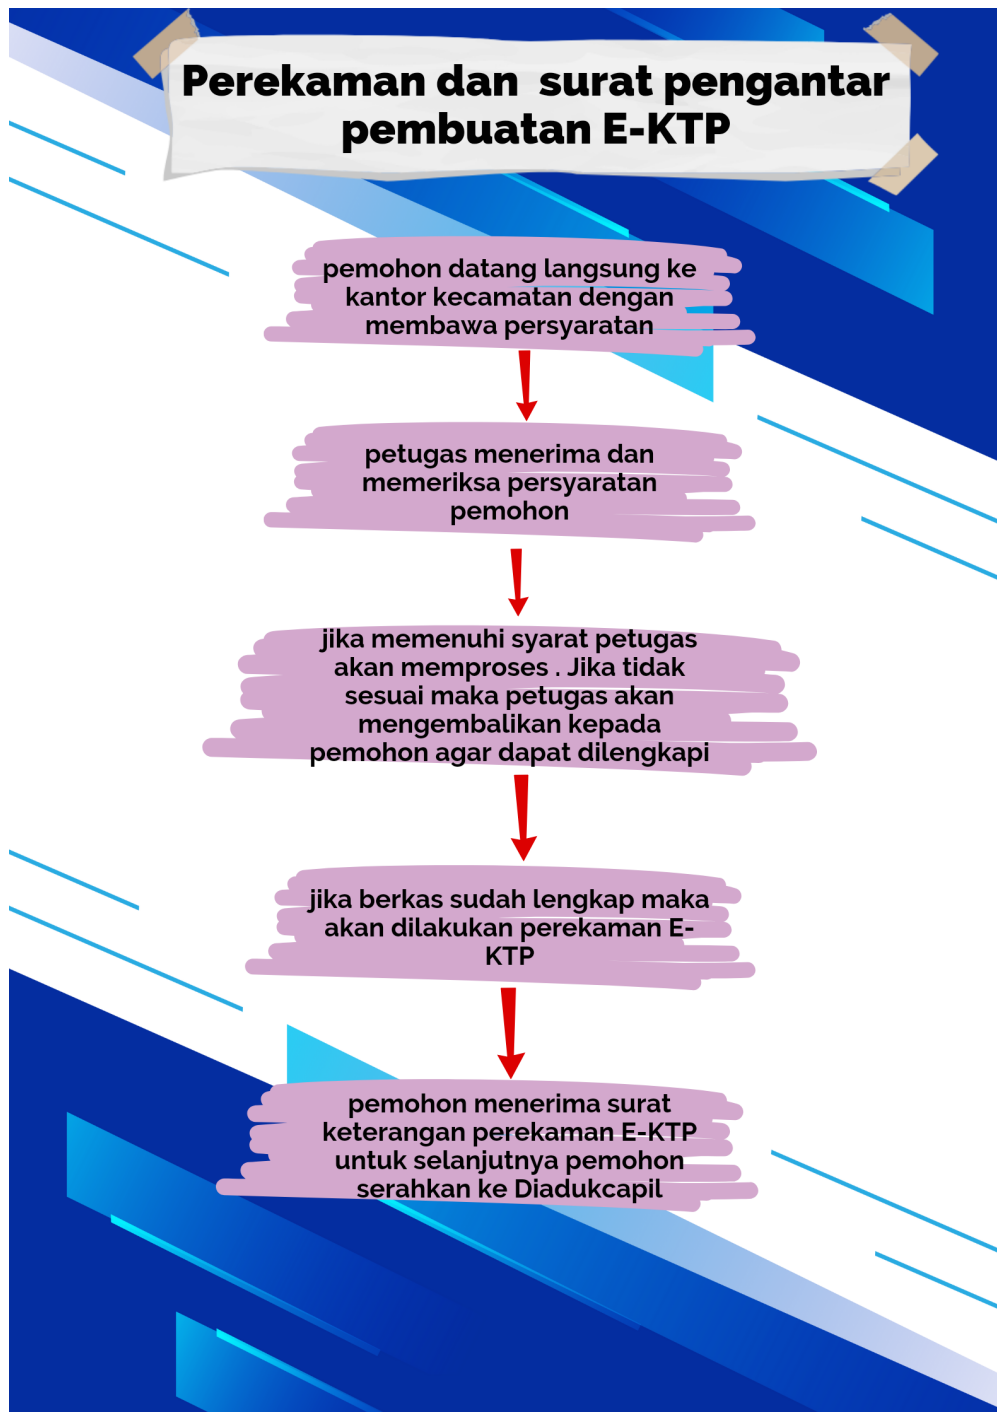 Perekaman dan surat pengantar
pembuatan E-KTP
pemohon datang langsung ke
kantor kecamatan dengan
membawa persyaratan
petugas menerima dan
memeriksa persyaratan
pemohon
jika memenuhi syarat petugas
akan memproses . Jika tidak
sesuai maka petugas akan
mengembalikan kepada
pemohon agar dapat dilengkapi
jika berkas sudah lengkap maka
akan dilakukan perekaman E-
KTP
pemohon menerima surat
keterangan perekaman E-KTP
untuk selanjutnya pemohon
serahkan ke Diadukcapil